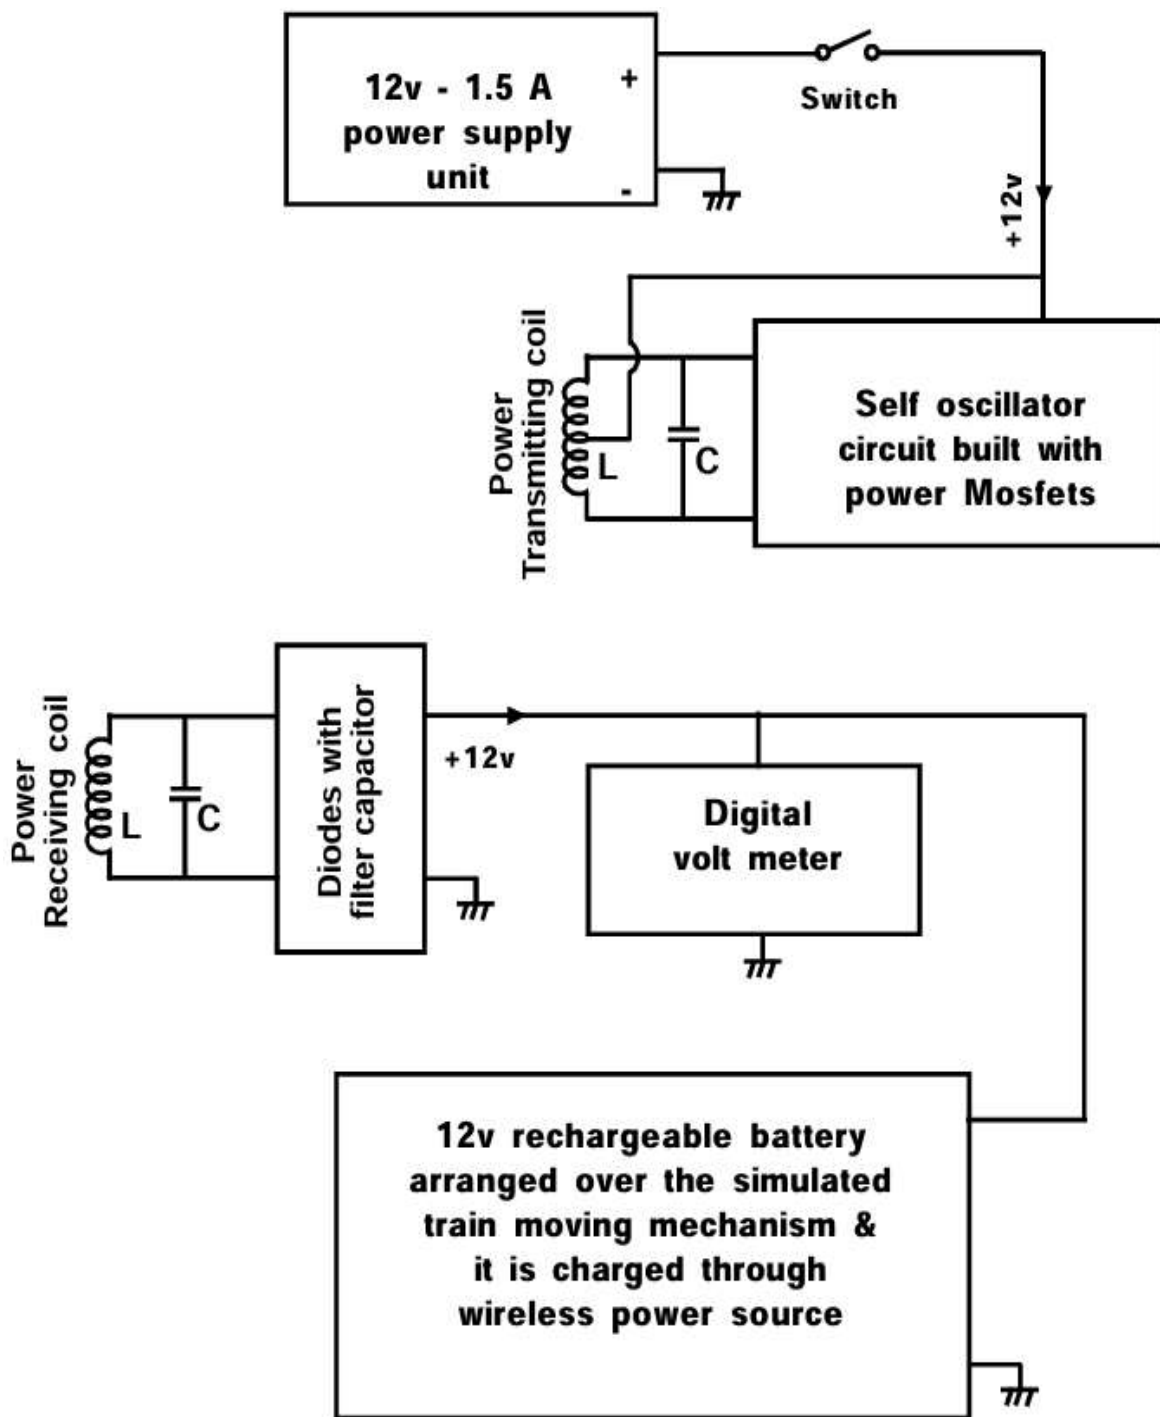 12v - 1.5 A
power supply
unit
+
-
Switch
+12v
Power
Transmitting coil
L
C
Self oscillator
circuit built with
power Mosfets
Power
Receiving coil
L
C
Diodes with
filter capacitor
+12v
Digital
volt meter
12v rechargeable battery
arranged over the simulated
train moving mechanism &
it is charged through
wireless power source